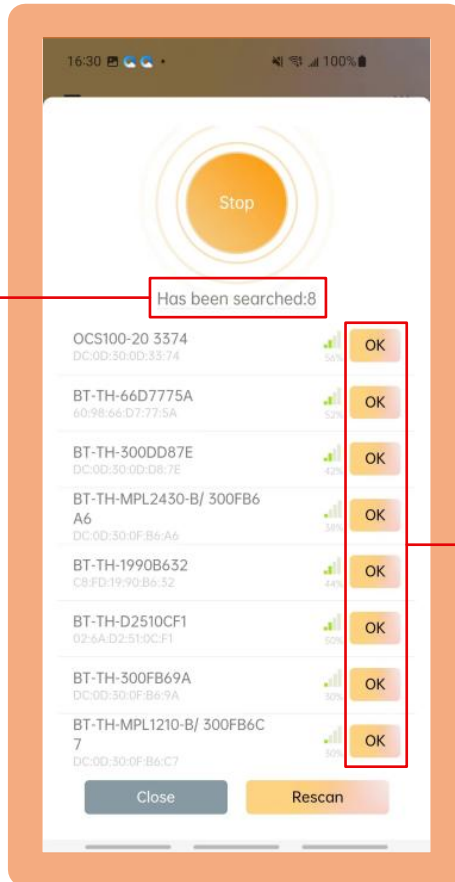 16:30
100%
Stop
Has been searched:8
OCS100-20 3374
DC:0D:30:0D:33:74
56%
OK
BT-TH-66D7775A
60:98:66:D7:77:5A
52%
OK
BT-TH-300DD87E
DC:0D:30:0D:D8:7E
42%
OK
BT-TH-MPL2430-B/ 300FB6
A6
DC:0D:30:0F:B6:A6
38%
OK
BT-TH-1990B632
C8:FD:19:90:B6:32
44%
OK
BT-TH-D2510CF1
02:6A:D2:51:0C:F1
50%
OK
BT-TH-300FB69A
DC:0D:30:0F:B6:9A
50%
OK
BT-TH-MPL1210-B/ 300FB6C
7
DC:0D:30:0F:B6:C7
30%
OK
Close
Rescan